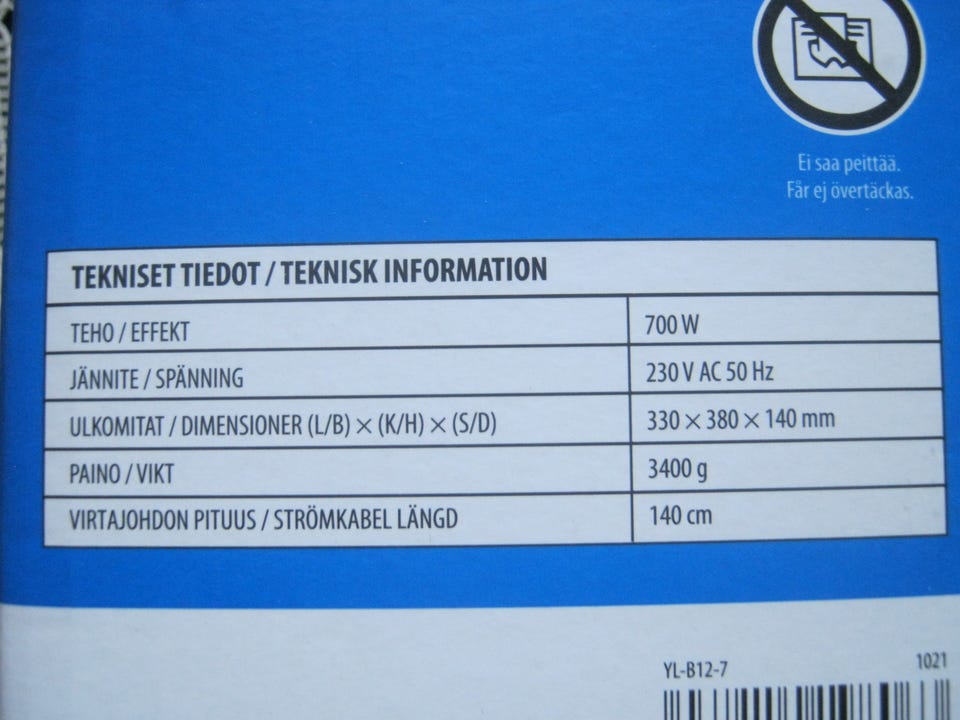 Ei saa peittää.
Får ej övertäckas.
TEKNISET TIEDOT / TEKNISK INFORMATION
TEHO / EFFEKT 700 W
JÄNNITE / SPÄNNING 230 V AC 50 Hz
ULKOMITAT / DIMENSIONER (L/B) × (K/H) × (S/D) 330 × 380 × 140 mm
PAINO / VIKT 3400 g
VIRTAJOHDON PITUUS / STRÖMKABEL LÄNGD 140 cm
YL-B12-7 1021